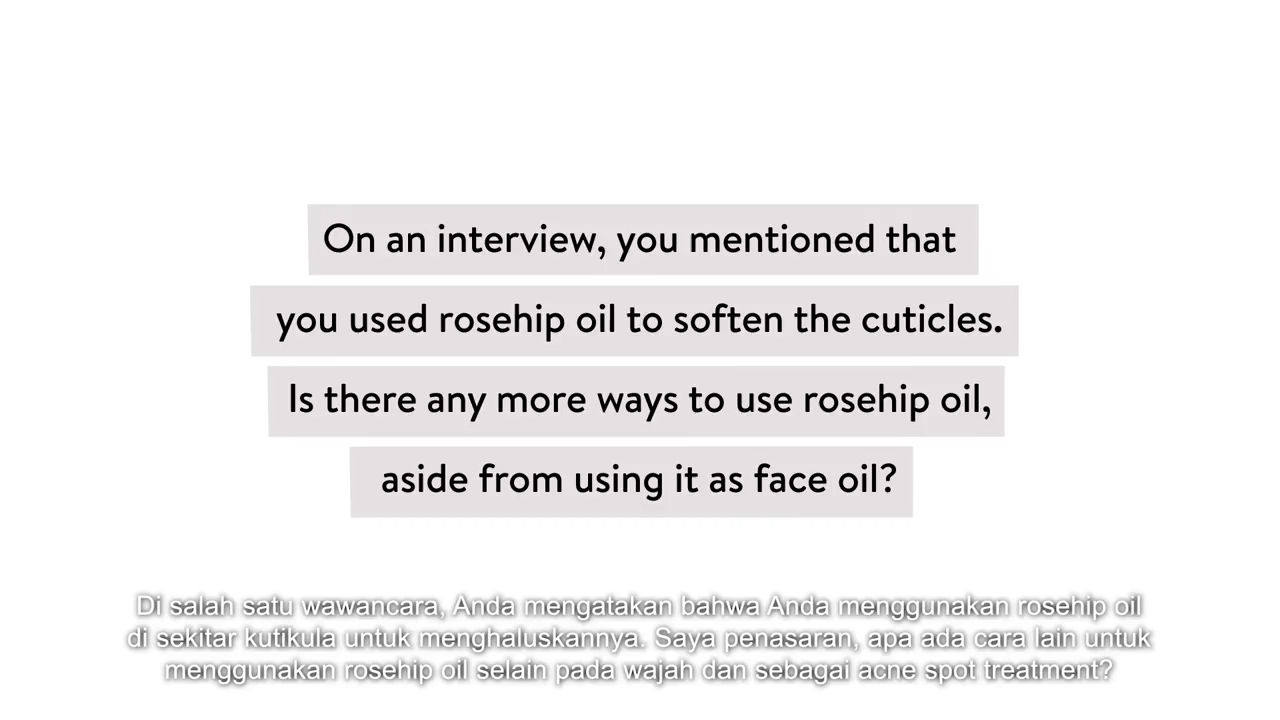 On an interview, you mentioned that
you used rosehip oil to soften the cuticles.
Is there any more ways to use rosehip oil,
aside from using it as face oil?
Di salah satu wawancara, Anda mengatakan bahwa Anda menggunakan rosehip oil
di sekitar kutikula untuk menghaluskannya. Saya penasaran, apa ada cara lain untuk
menggunakan rosehip oil selain pada wajah dan sebagai acne spot treatment?